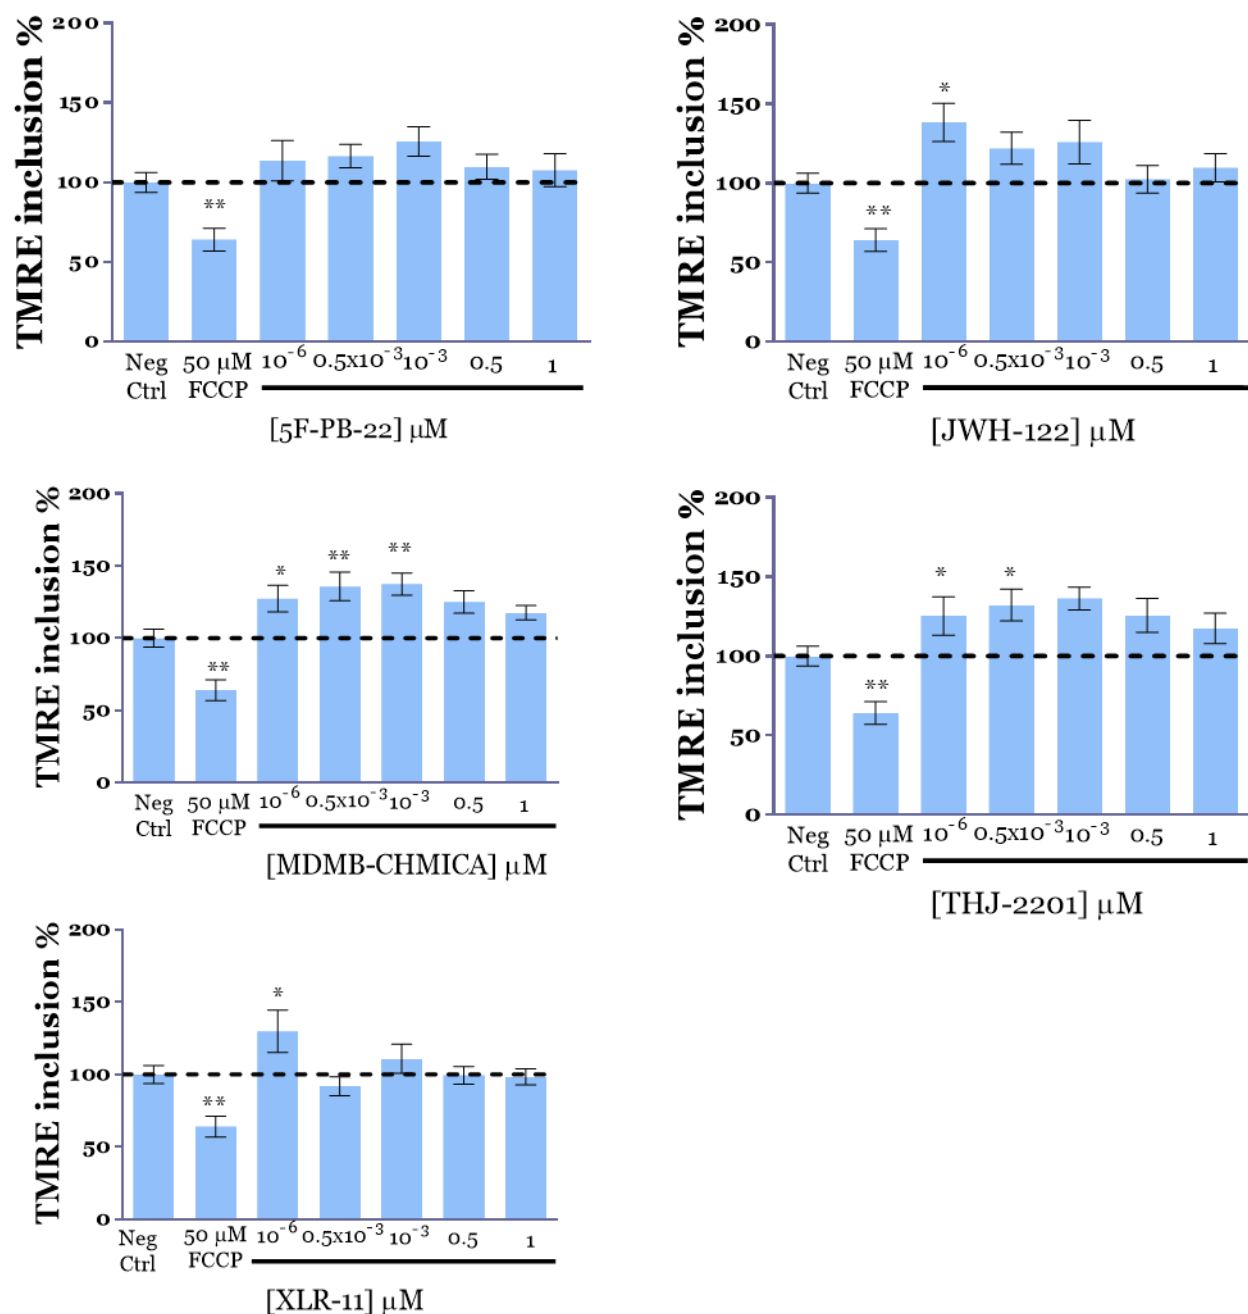 TMRE inclusion %
200
150
100
50
0
**
Neg Ctrl
50 µM FCCP
10⁻⁶ 0.5x10⁻³ 10⁻³ 0.5 1
[5F-PB-22] µM
TMRE inclusion %
200
150
100
50
0
**
*
Neg Ctrl
50 µM FCCP
10⁻⁶ 0.5x10⁻³ 10⁻³ 0.5 1
[JWH-122] µM
TMRE inclusion %
200
150
100
50
0
**
*
**
**
Neg Ctrl
50 µM FCCP
10⁻⁶ 0.5x10⁻³ 10⁻³ 0.5 1
[MDMB-CHMICA] µM
TMRE inclusion %
200
150
100
50
0
**
*
*
Neg Ctrl
50 µM FCCP
10⁻⁶ 0.5x10⁻³ 10⁻³ 0.5 1
[THJ-2201] µM
TMRE inclusion %
200
150
100
50
0
**
*
Neg Ctrl
50 µM FCCP
10⁻⁶ 0.5x10⁻³ 10⁻³ 0.5 1
[XLR-11] µM